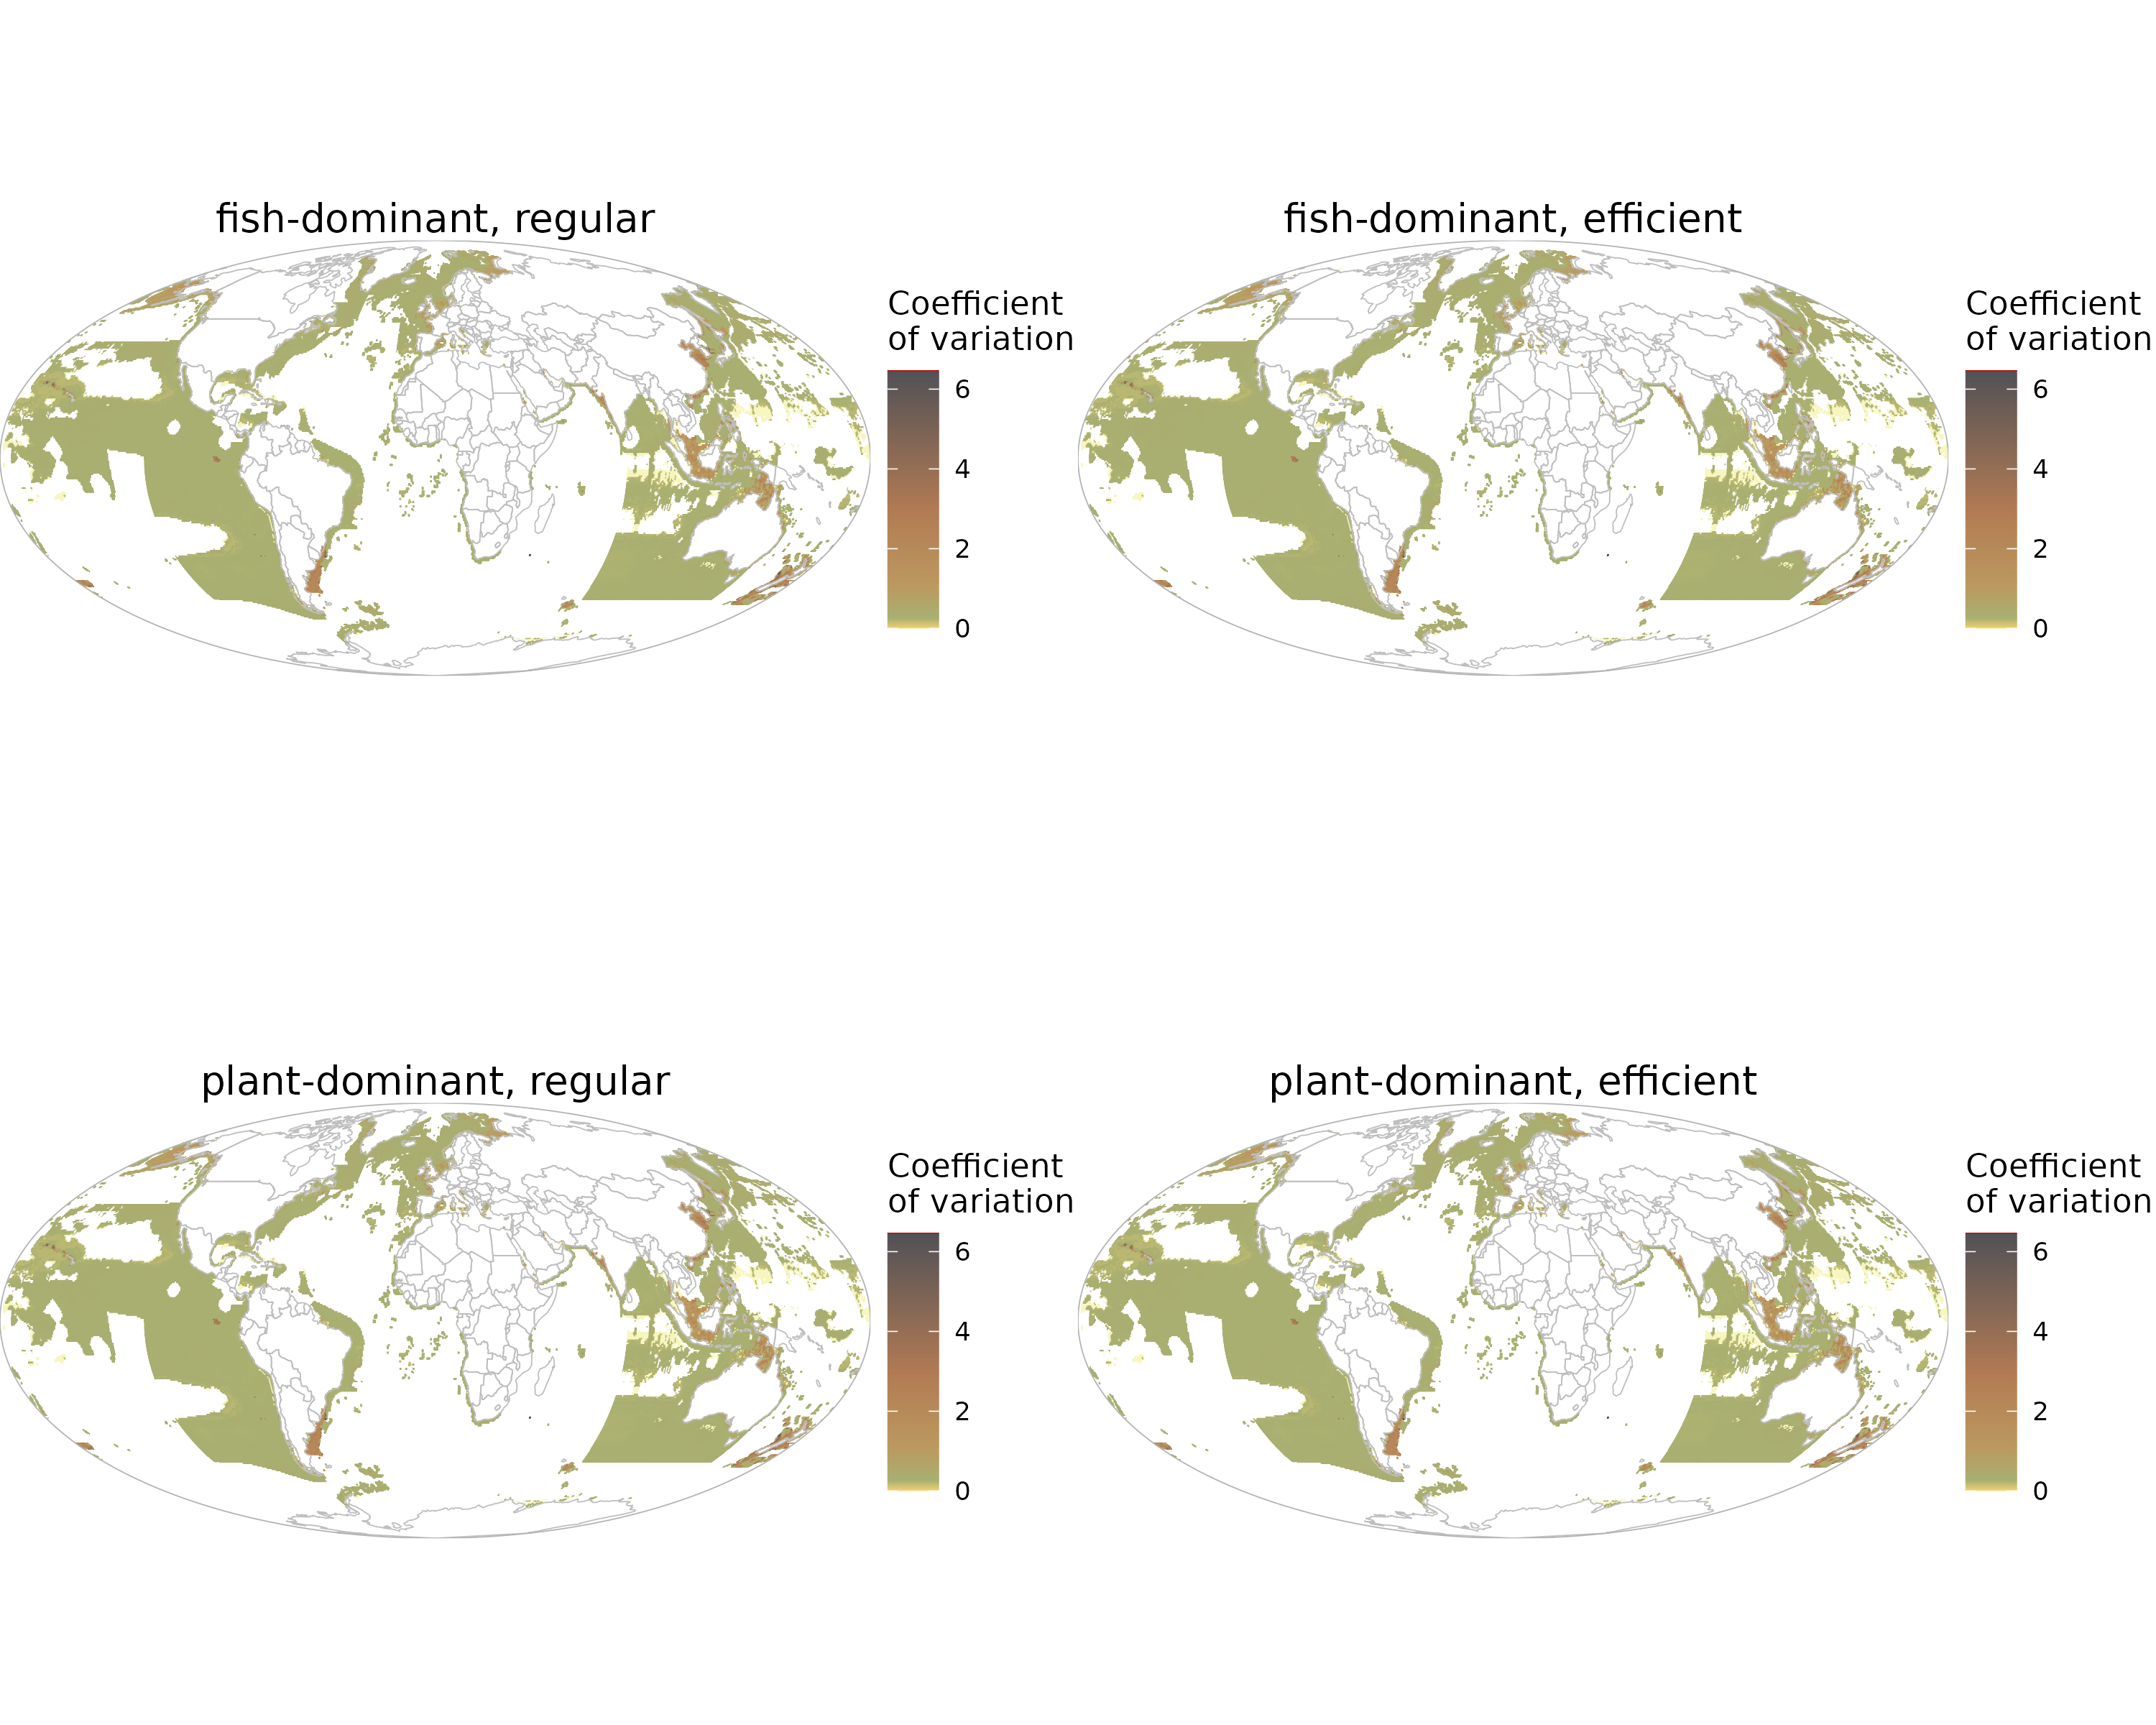 fish-dominant, regular
Coefficient
of variation
6
4
2
0
fish-dominant, efficient
Coefficient
of variation
6
4
2
0
plant-dominant, regular
Coefficient
of variation
6
4
2
0
plant-dominant, efficient
Coefficient
of variation
6
4
2
0